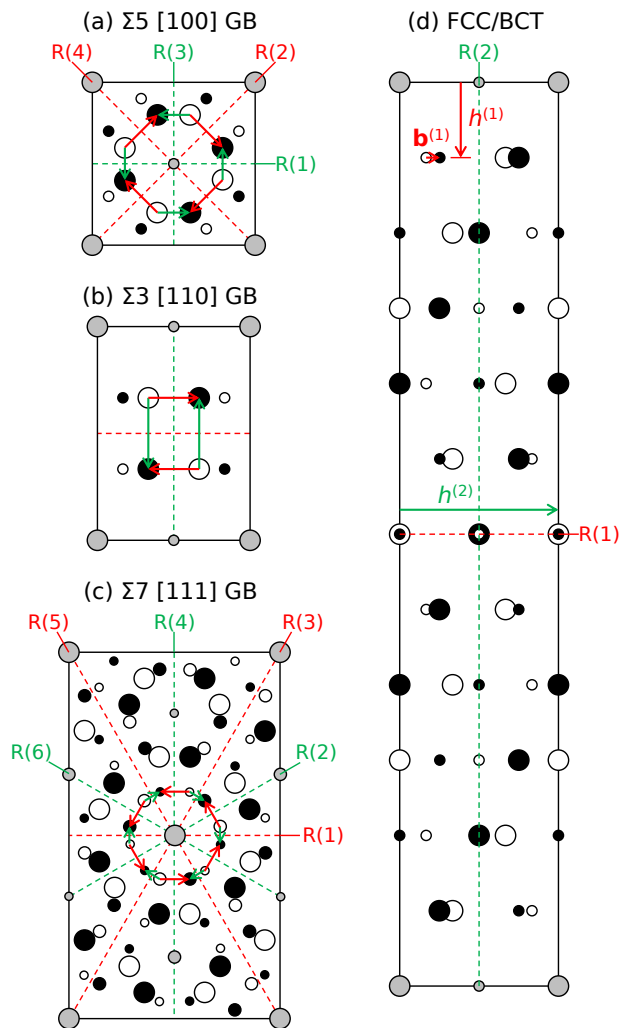 (a) Σ5 [100] GB
R(4)
R(3)
R(2)
R(1)
(b) Σ3 [110] GB
(c) Σ7 [111] GB
R(5)
R(4)
R(3)
R(6)
R(2)
R(1)
(d) FCC/BCT
R(2)
h⁽¹⁾
b⁽¹⁾
h⁽²⁾
R(1)